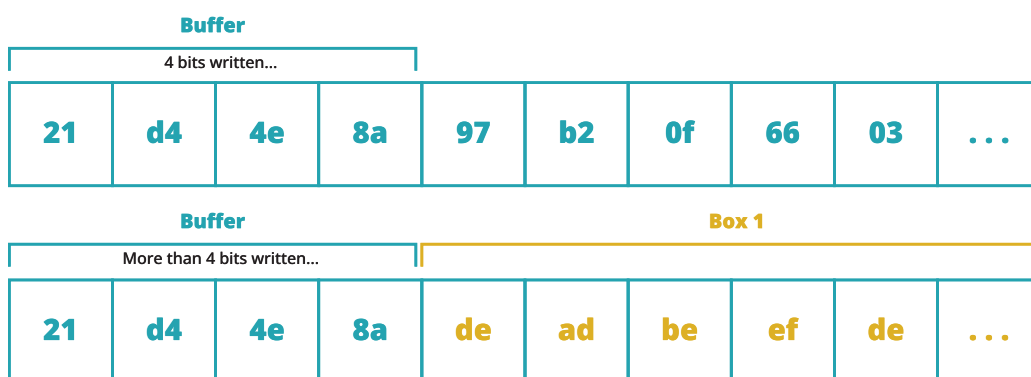 Buffer
4 bits written...
21 d4 4e 8a 97 b2 0f 66 03 ...
Buffer Box 1
More than 4 bits written...
21 d4 4e 8a de ad be ef de ...